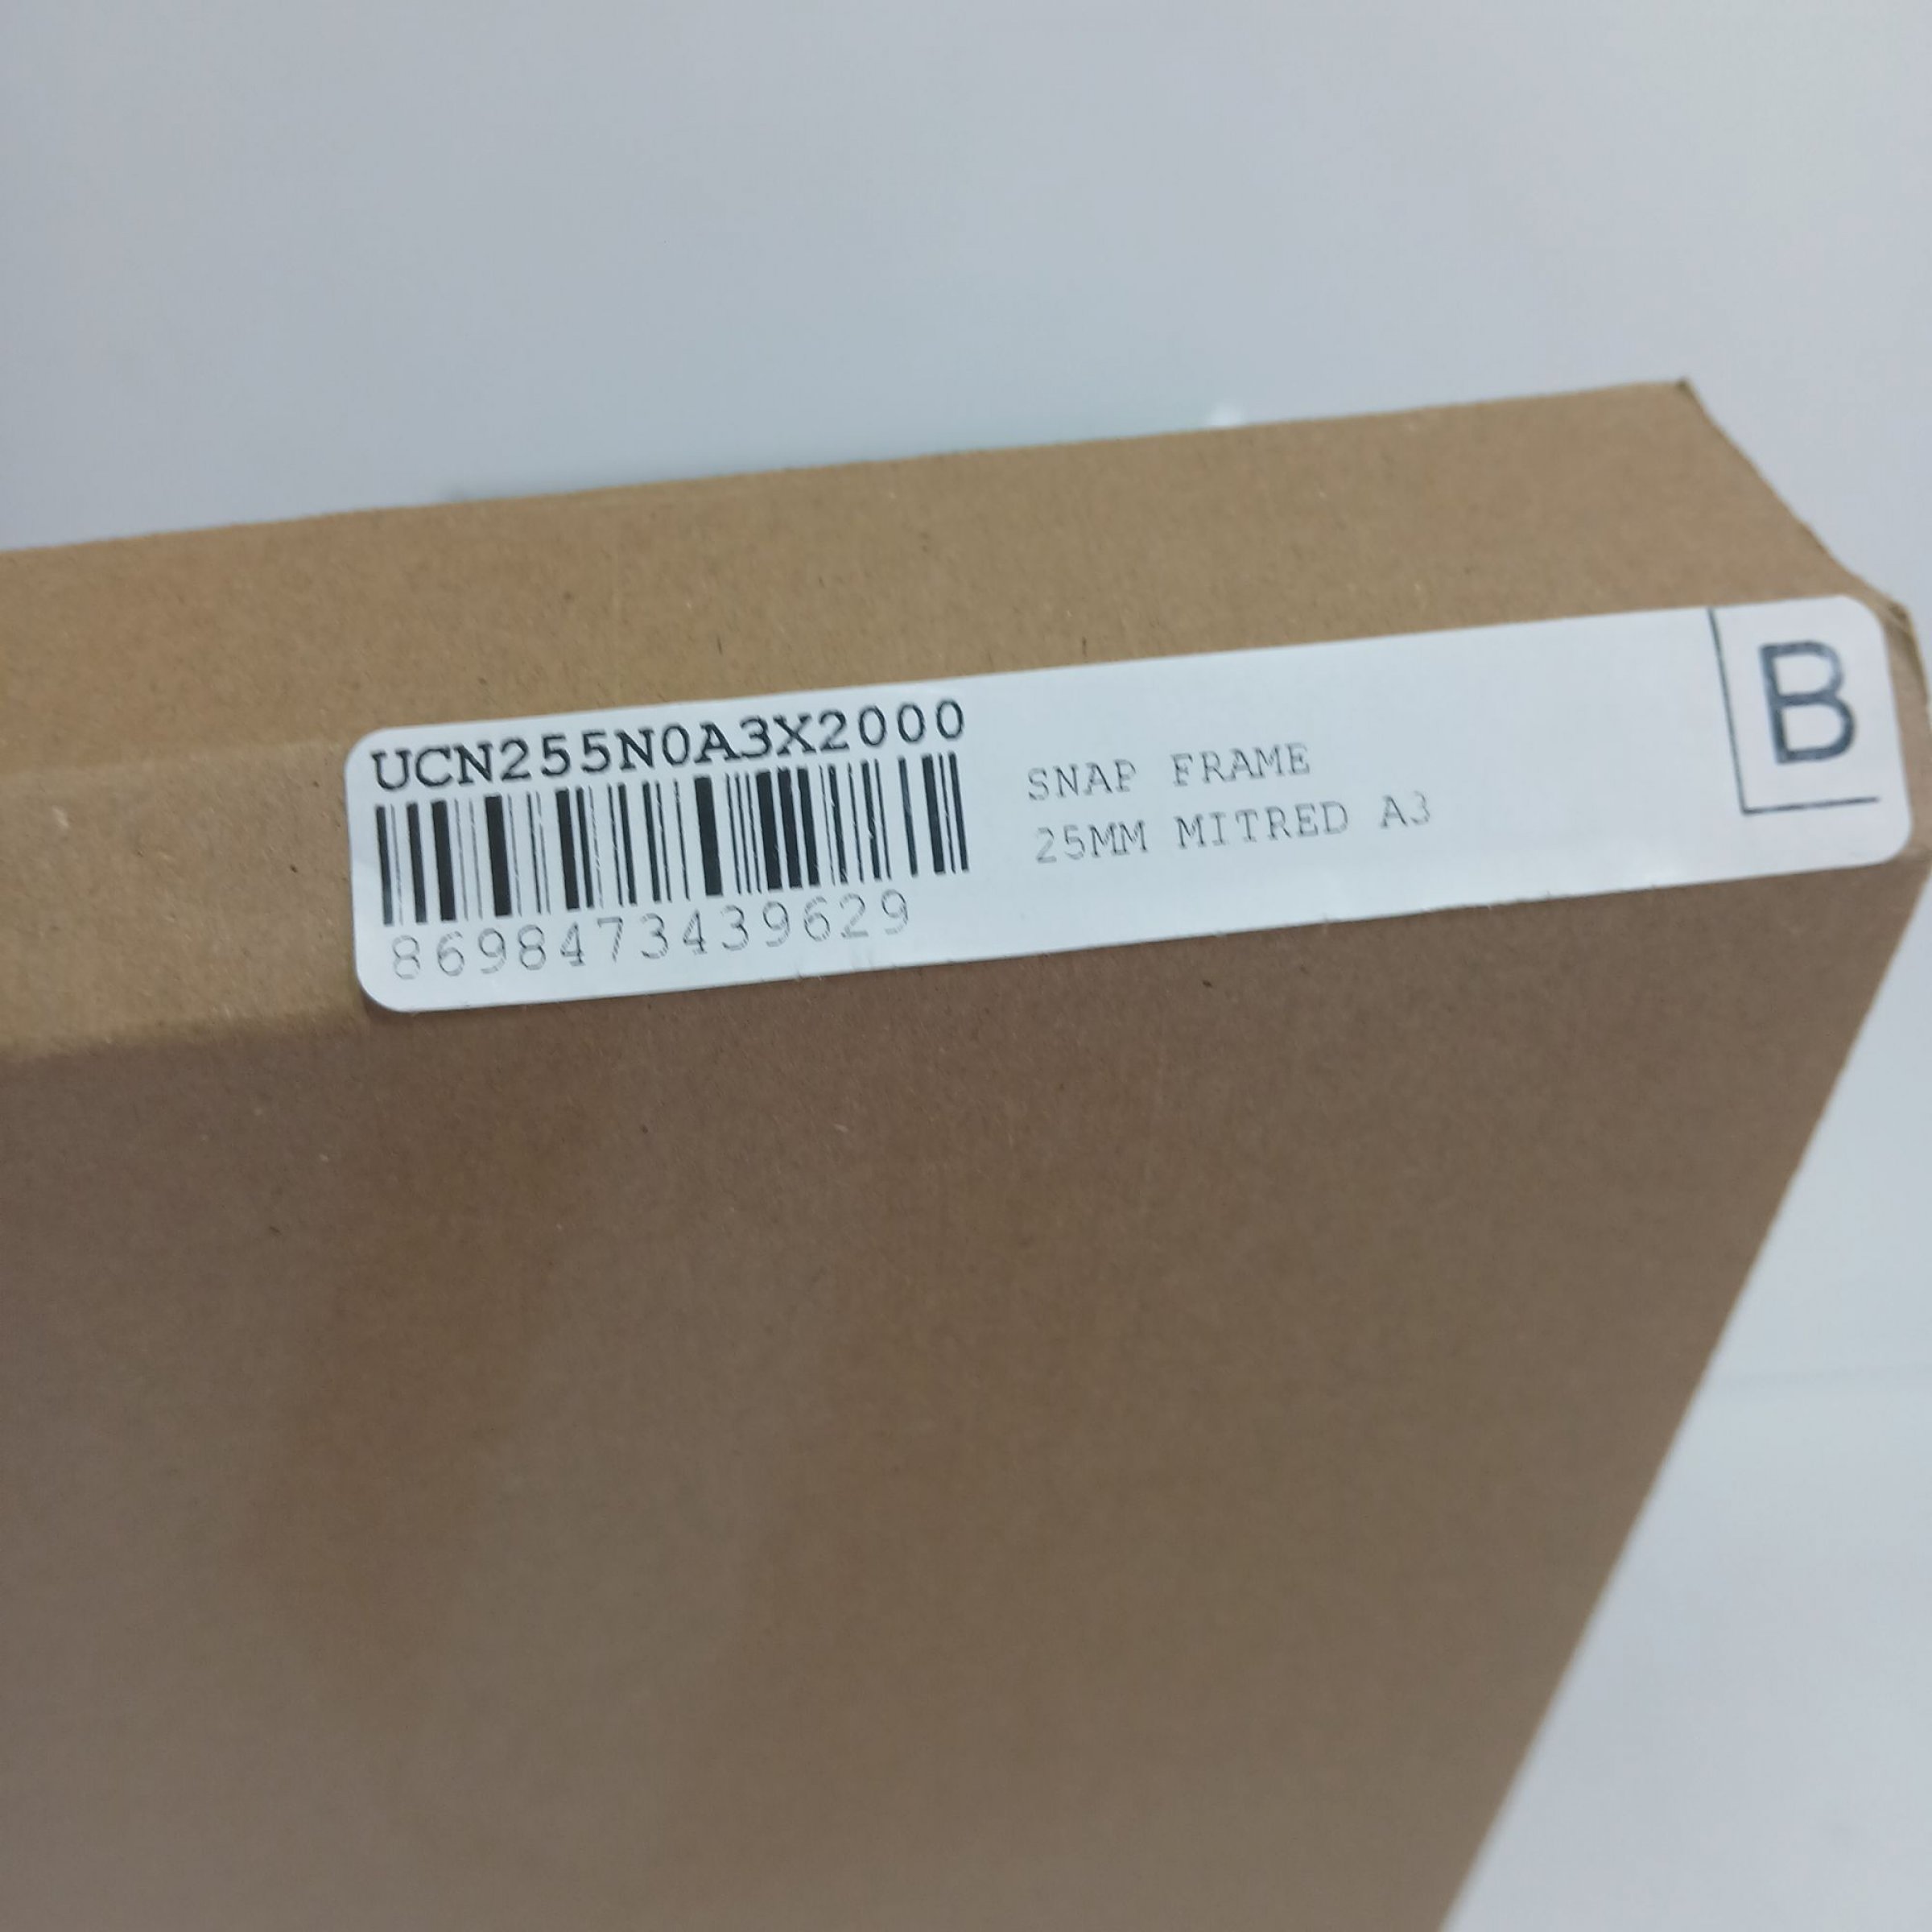 UCN255N0A3X2000
8698473439629
SNAP FRAME
25MM MITRED A3
B